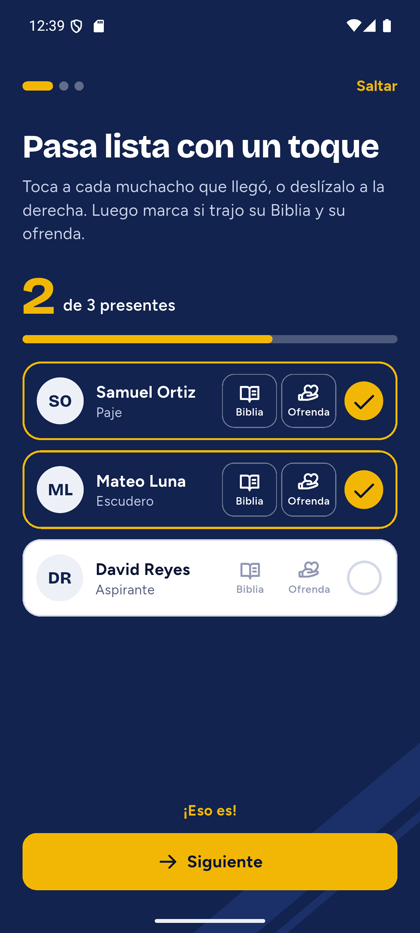 12:39
Saltar
Pasa lista con un toque
Toca a cada muchacho que llegó, o deslízalo a la
derecha. Luego marca si trajo su Biblia y su
ofrenda.
2 de 3 presentes
SO Samuel Ortiz
Paje
Biblia Ofrenda
ML Mateo Luna
Escudero
Biblia Ofrenda
DR David Reyes
Aspirante
Biblia Ofrenda
¡Eso es!
Siguiente